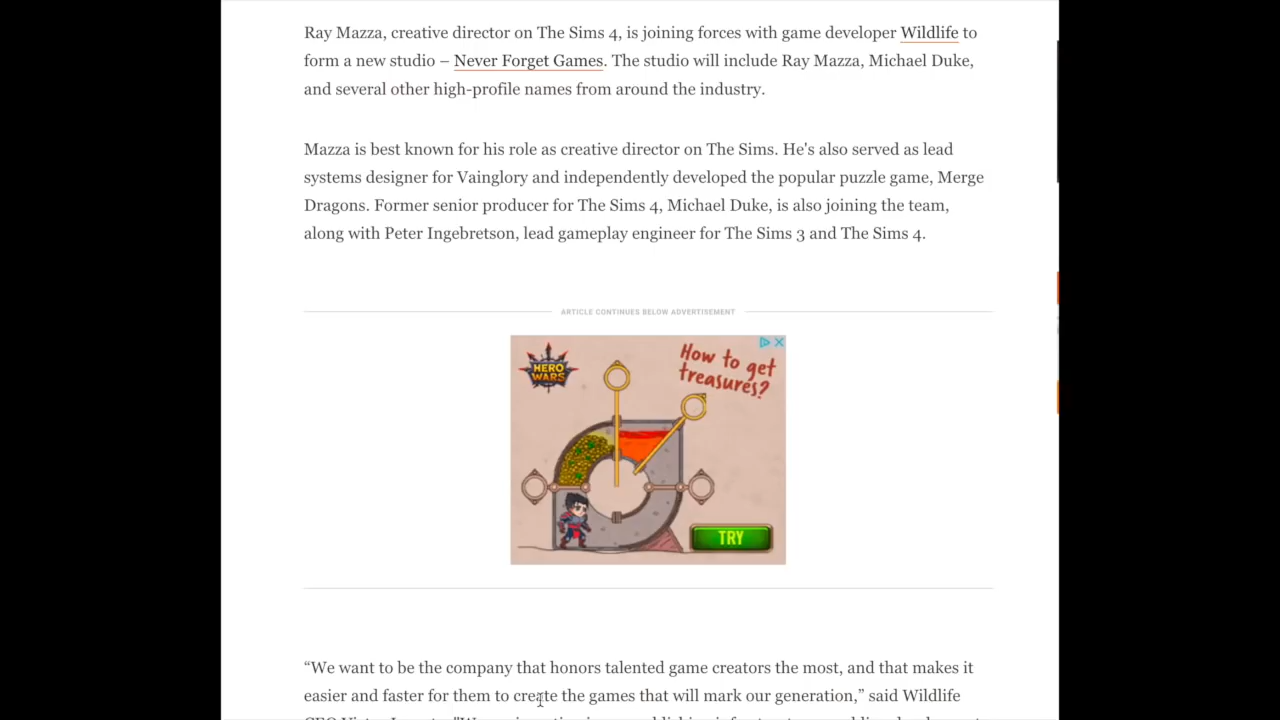 Ray Mazza, creative director on The Sims 4, is joining forces with game developer Wildlife to
form a new studio – Never Forget Games. The studio will include Ray Mazza, Michael Duke,
and several other high-profile names from around the industry.
Mazza is best known for his role as creative director on The Sims. He's also served as lead
systems designer for Vainglory and independently developed the popular puzzle game, Merge
Dragons. Former senior producer for The Sims 4, Michael Duke, is also joining the team,
along with Peter Ingebretson, lead gameplay engineer for The Sims 3 and The Sims 4.
ARTICLE CONTINUES BELOW ADVERTISEMENT
HERO
WARS
How to get
treasures?
TRY
“We want to be the company that honors talented game creators the most, and that makes it
easier and faster for them to create the games that will mark our generation,” said Wildlife